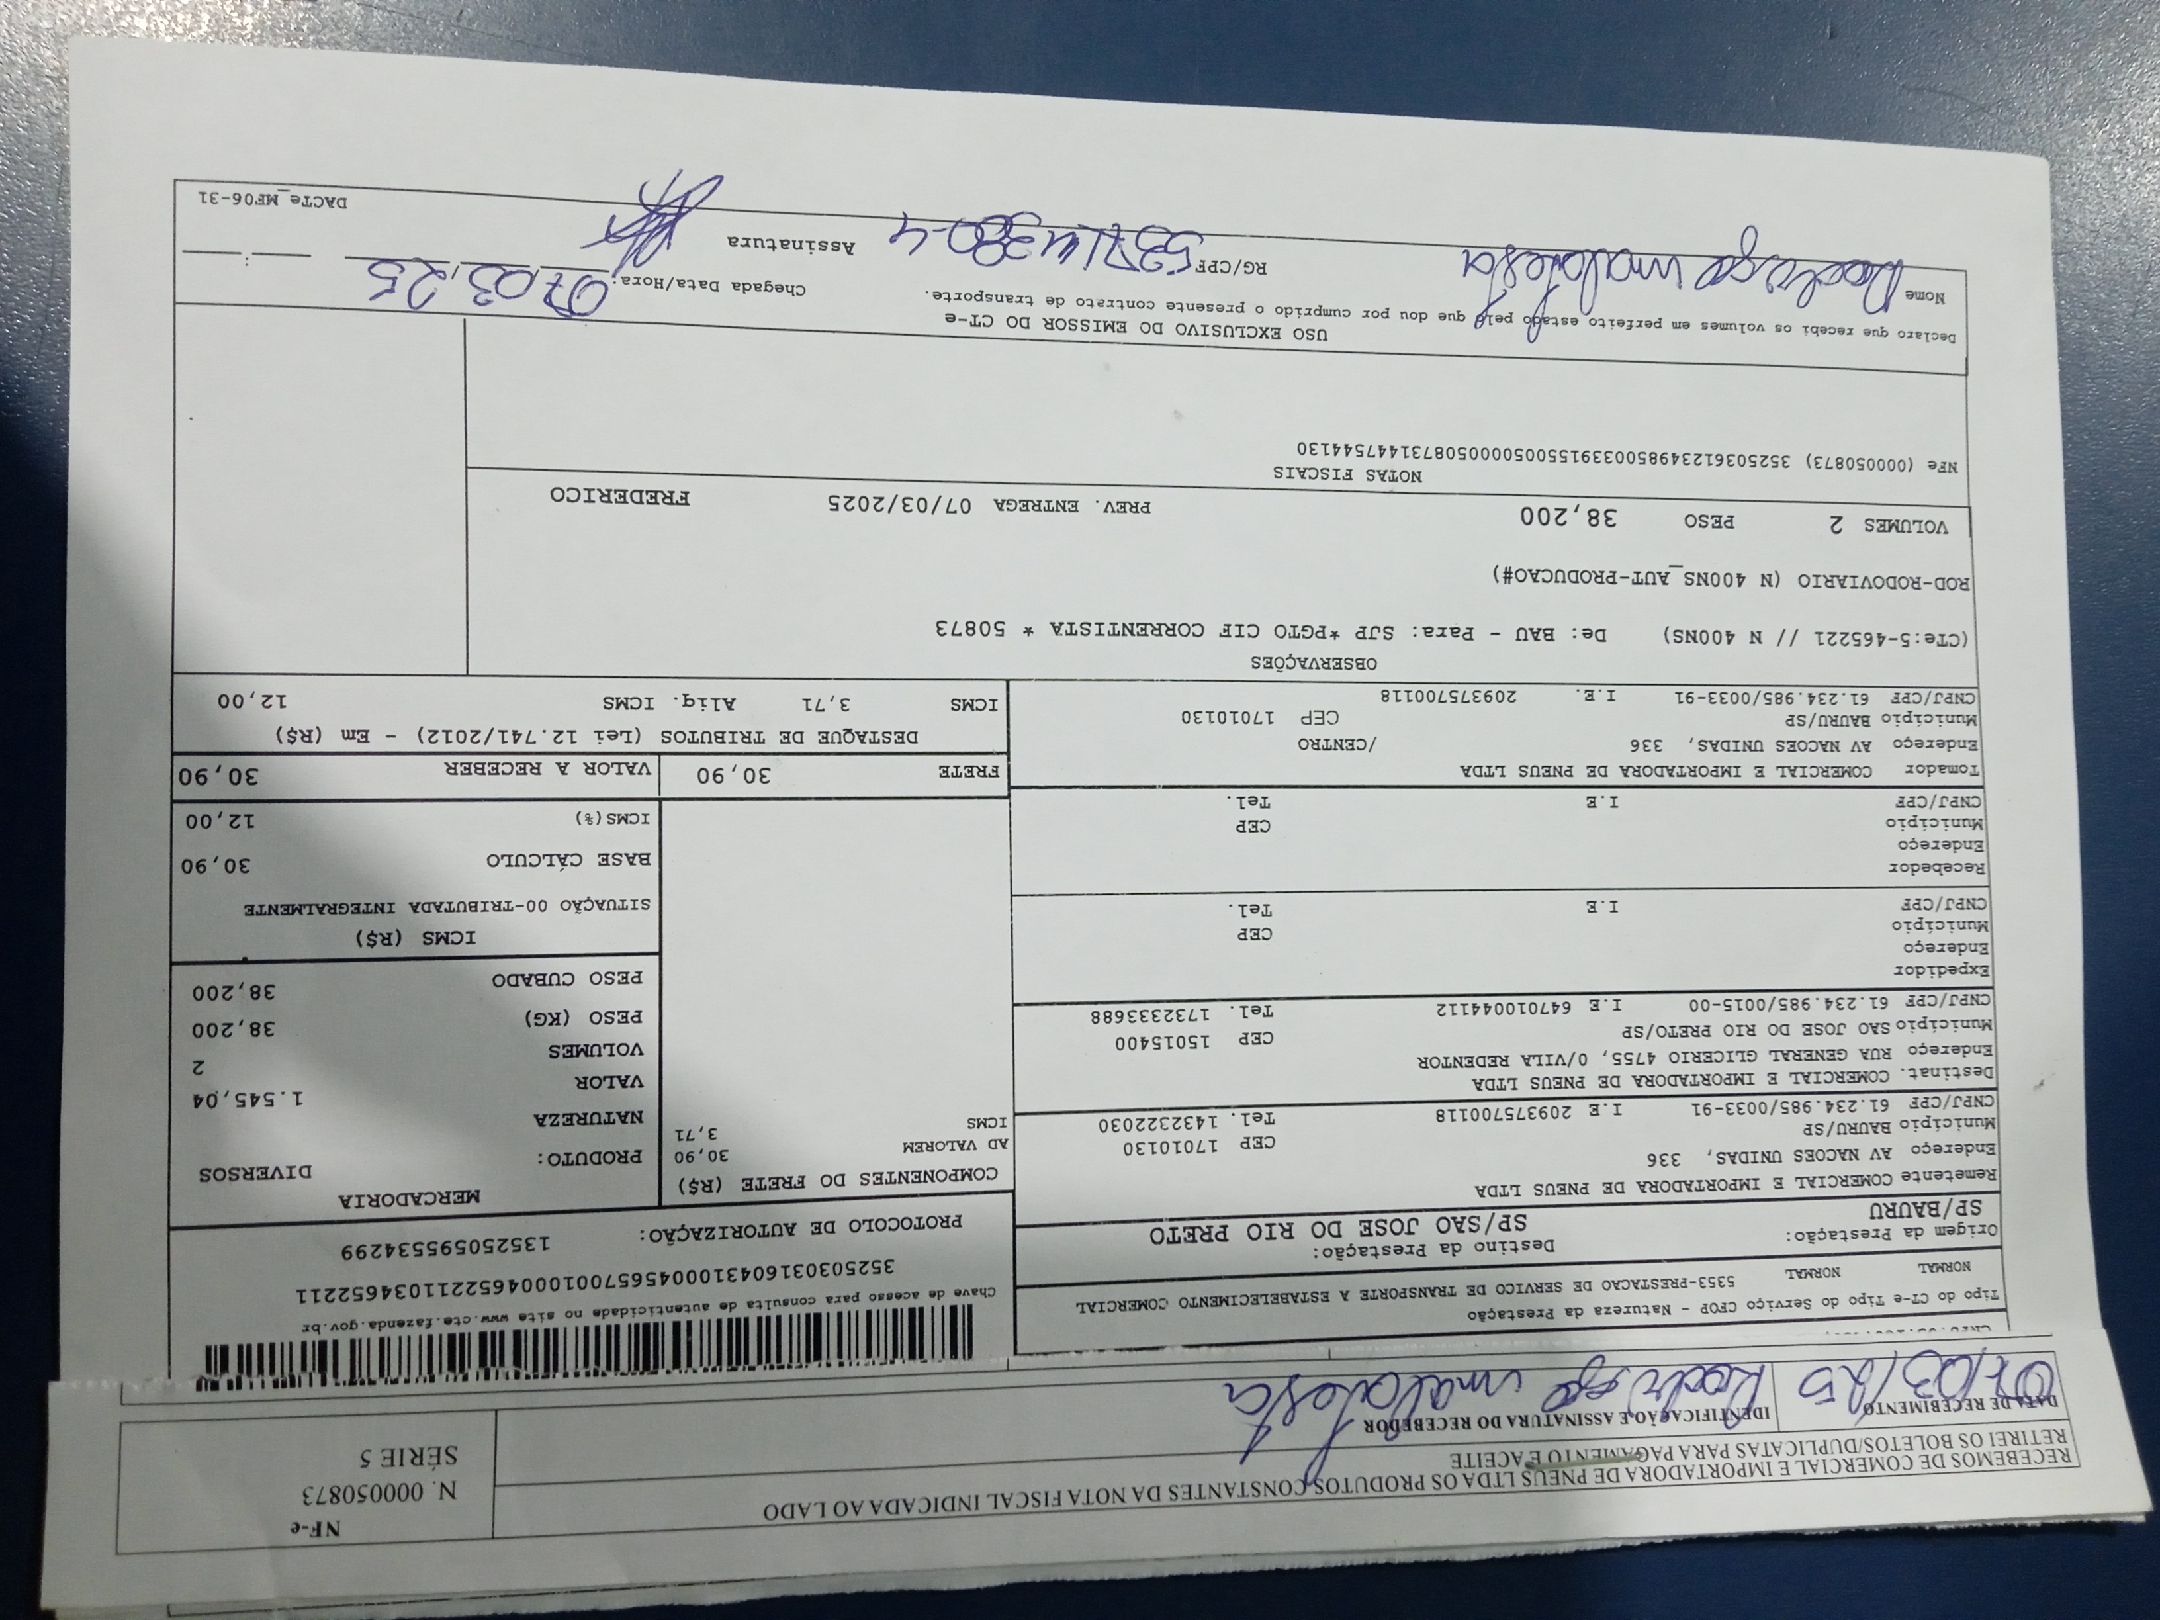 RECEBEMOS DE COMERCIAL E IMPORTADORA DE PNEUS LTDA OS PRODUTOS CONSTANTES DA NOTA FISCAL INDICADA AO LADO
RETIREI OS BOLETOS/DUPLICATAS PARA PAGAMENTO E ACEITE
DATA DE RECEBIMENTO
07/03/25
IDENTIFICAÇÃO E ASSINATURA DO RECEBEDOR
Rodrigo malatesta
NF-e
N. 000050873
SÉRIE 5
Tipo do CT-e Tipo do Serviço CFOP - Natureza da Prestação
NORMAL NORMAL 5353-PRESTACAO DE SERVICO DE TRANSPORTE A ESTABELECIMENTO COMERCIAL
Origem da Prestação: Destino da Prestação:
SP/BAURU SP/SAO JOSE DO RIO PRETO
Chave de acesso para consulta de autenticidade no site www.cte.fazenda.gov.br
35250303160431000456570010004652211034652211
PROTOCOLO DE AUTORIZAÇÃO: 135250595534299
Remetente COMERCIAL E IMPORTADORA DE PNEUS LTDA
Endereço AV NACOES UNIDAS, 336
Município BAURU/SP CEP 17010130
CNPJ/CPF 61.234.985/0033-91 I.E 209375700118 Tel. 1432322030
Destinat. COMERCIAL E IMPORTADORA DE PNEUS LTDA
Endereço RUA GENERAL GLICERIO 4755, 0/VILA REDENTOR
Município SAO JOSE DO RIO PRETO/SP CEP 15015400
CNPJ/CPF 61.234.985/0015-00 I.E 647010044112 Tel. 1732333688
Expedidor
Endereço
Município CEP
CNPJ/CPF I.E Tel.
Recebedor
Endereço
Município CEP
CNPJ/CPF I.E Tel.
Tomador COMERCIAL E IMPORTADORA DE PNEUS LTDA
Endereço AV NACOES UNIDAS, 336 /CENTRO
Município BAURU/SP CEP 17010130
CNPJ/CPF 61.234.985/0033-91 I.E. 209375700118
COMPONENTES DO FRETE (R$)
AD VALOREM 30,90
ICMS 3,71
MERCADORIA
PRODUTO: DIVERSOS
NATUREZA
VALOR 1.545,04
VOLUMES 2
PESO (KG) 38,200
PESO CUBADO 38,200
ICMS (R$)
SITUAÇÃO 00-TRIBUTADA INTEGRALMENTE
BASE CÁLCULO 30,90
ICMS(%) 12,00
FRETE 30,90 VALOR A RECEBER 30,90
DESTAQUE DE TRIBUTOS (Lei 12.741/2012) - Em (R$)
ICMS 3,71 Aliq. ICMS 12,00
OBSERVAÇÕES
(CTe:5-465221 // N 400NS) De: BAU - Para: SJP *PGTO CIF CORRENTISTA * 50873
ROD-RODOVIARIO (N 400NS_AUT-PRODUCAO#)
VOLUMES 2 PESO 38,200 PREV. ENTREGA 07/03/2025 FREDERICO
NOTAS FISCAIS
NFe (000050873) 35250361234985003391550050000508731447544130
USO EXCLUSIVO DO EMISSOR DO CT-e
Declaro que recebi os volumes em perfeito estado pelo que dou por cumprido o presente contrato de transporte.
Chegada Data/Hora: 07/03/25 :
Nome Rodrigo malatesta RG/CPF Assinatura
DACTe_MF06-31